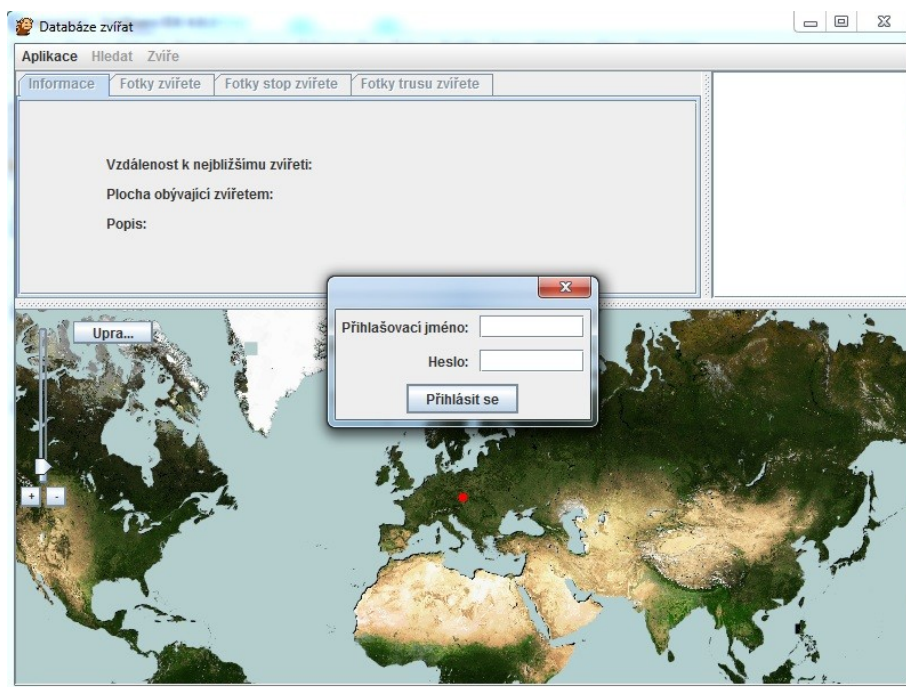 Databáze zvířat
Aplikace Hledat Zvíře
Informace Fotky zvířete Fotky stop zvířete Fotky trusu zvířete
Vzdálenost k nejbližšímu zvířeti:
Plocha obývající zvířetem:
Popis:
Upra...
Přihlašovací jméno:
Heslo:
Přihlásit se
+ -